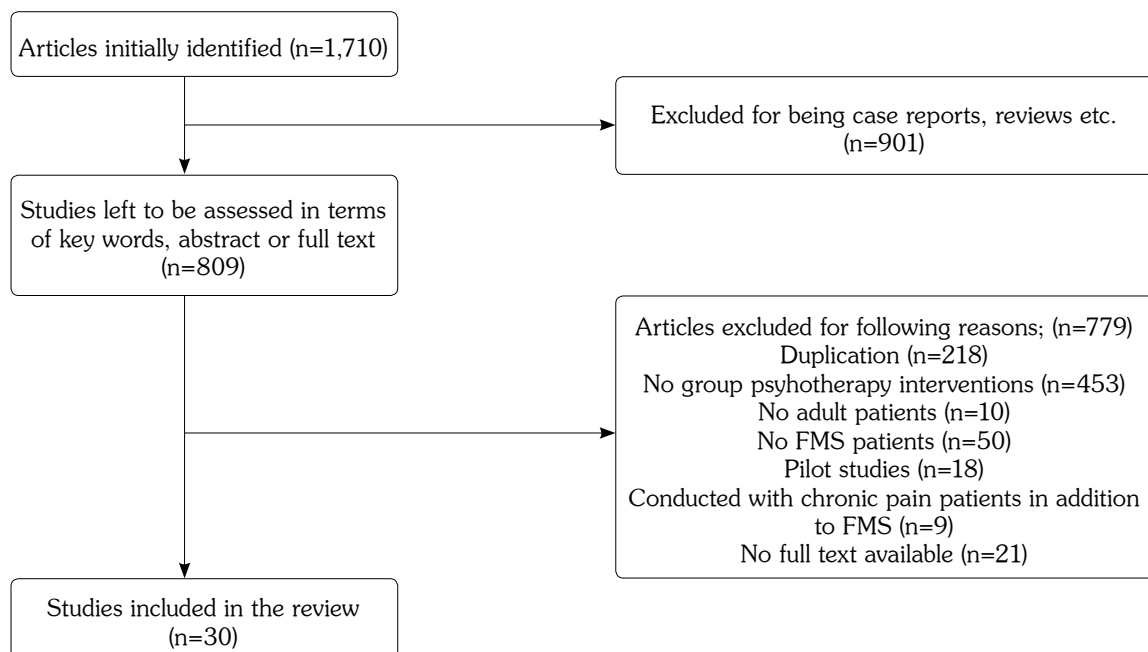 Articles initially identified (n=1,710)
Excluded for being case reports, reviews etc.
(n=901)
Studies left to be assessed in terms
of key words, abstract or full text
(n=809)
Articles excluded for following reasons; (n=779)
Duplication (n=218)
No group psyhotherapy interventions (n=453)
No adult patients (n=10)
No FMS patients (n=50)
Pilot studies (n=18)
Conducted with chronic pain patients in addition
to FMS (n=9)
No full text available (n=21)
Studies included in the review
(n=30)